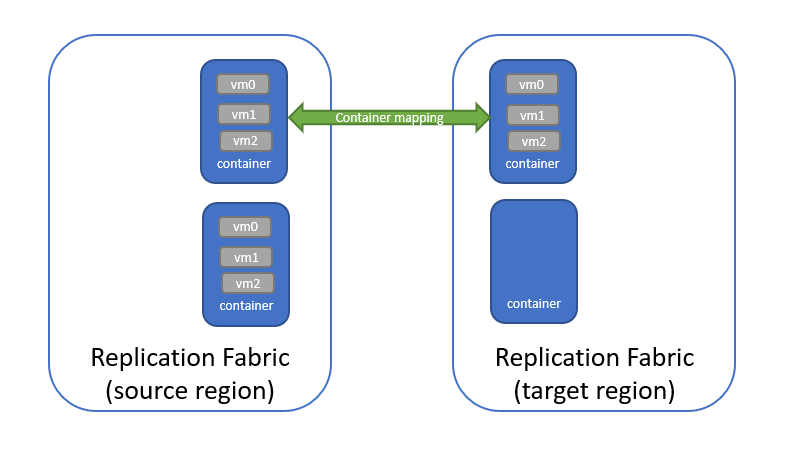 vm0
vm1
vm2
container
Container mapping
vm0
vm1
vm2
container
vm0
vm1
vm2
container
container
Replication Fabric
(source region)
Replication Fabric
(target region)